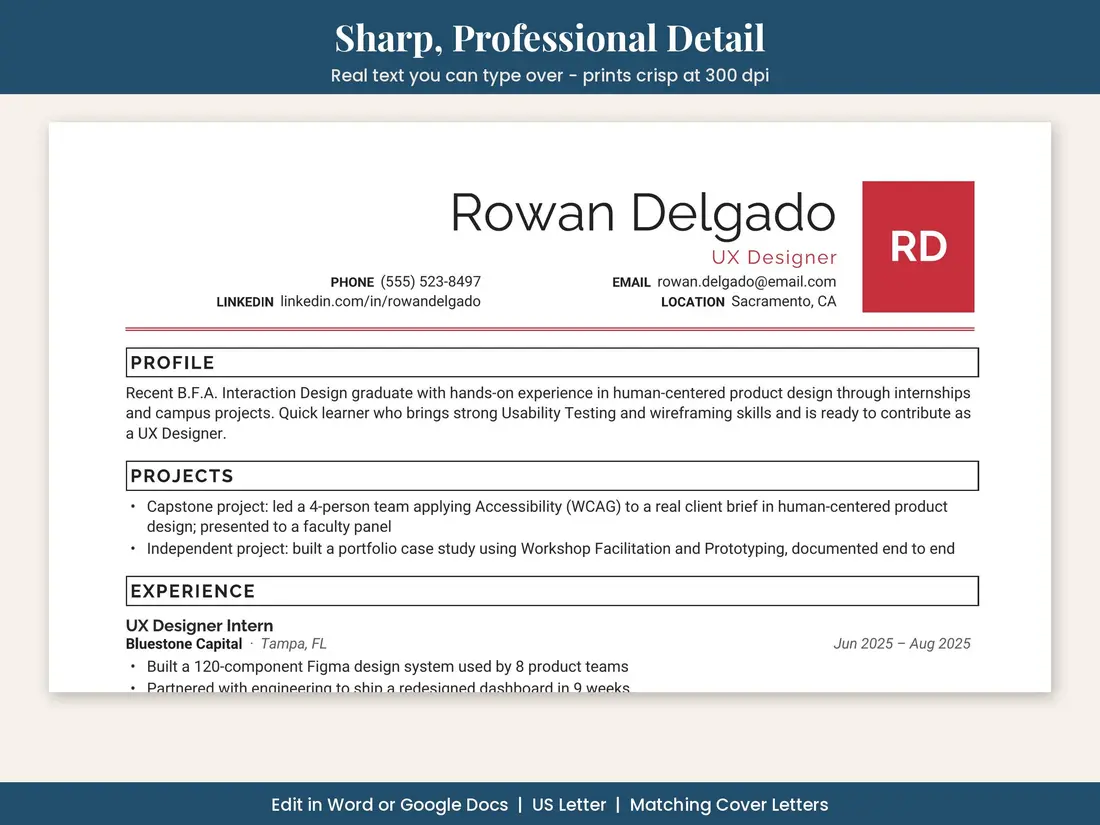 Sharp, Professional Detail
Real text you can type over - prints crisp at 300 dpi
Rowan Delgado
RD
UX Designer
PHONE (555) 523-8497 EMAIL rowan.delgado@email.com
LINKEDIN linkedin.com/in/rowandelgado LOCATION Sacramento, CA
PROFILE
Recent B.F.A. Interaction Design graduate with hands-on experience in human-centered product design through internships
and campus projects. Quick learner who brings strong Usability Testing and wireframing skills and is ready to contribute as
a UX Designer.
PROJECTS
• Capstone project: led a 4-person team applying Accessibility (WCAG) to a real client brief in human-centered product
design; presented to a faculty panel
• Independent project: built a portfolio case study using Workshop Facilitation and Prototyping, documented end to end
EXPERIENCE
UX Designer Intern
Bluestone Capital · Tampa, FL Jun 2025 – Aug 2025
• Built a 120-component Figma design system used by 8 product teams
• Partnered with engineering to ship a redesigned dashboard in 9 weeks
Edit in Word or Google Docs | US Letter | Matching Cover Letters